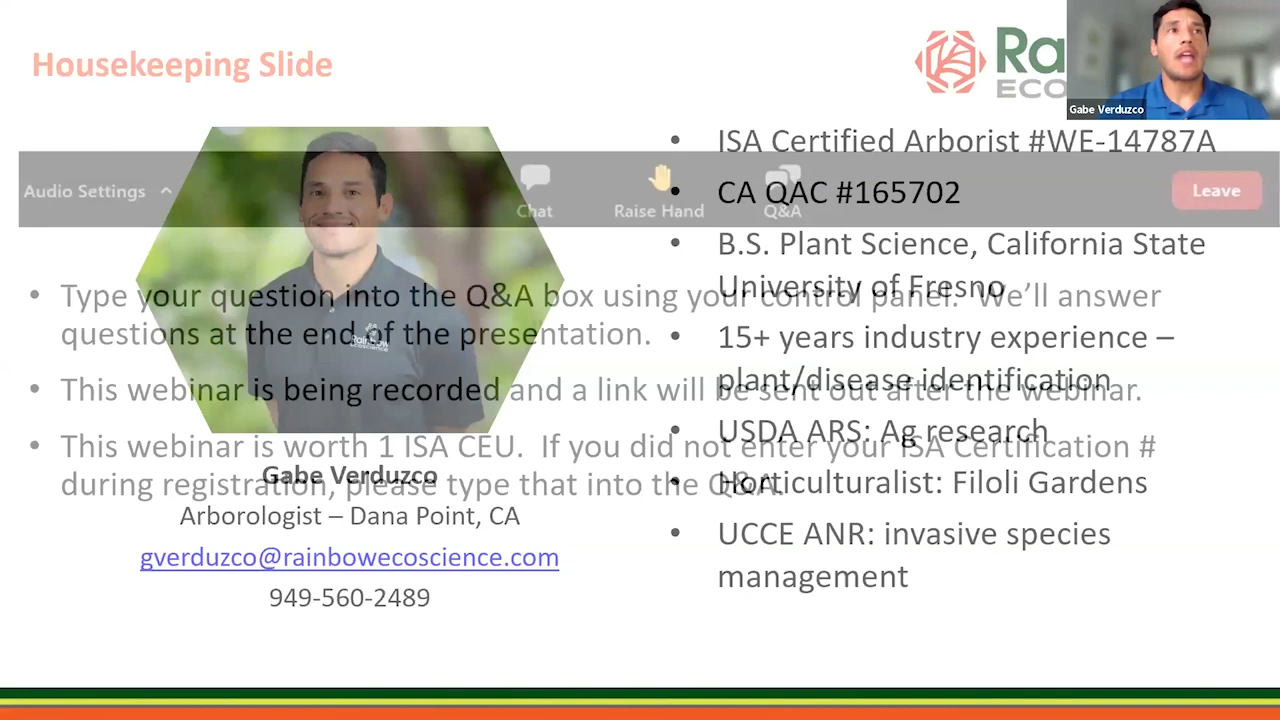 Housekeeping Slide
Ra
ECO
Gabe Verduzco
Audio Settings
Chat
Raise Hand
Q&A
Leave
Type your question into the Q&A box using your control panel. We’ll answer
questions at the end of the presentation.
This webinar is being recorded and a link will be sent out after the webinar.
This webinar is worth 1 ISA CEU. If you did not enter your ISA Certification #
during registration, please type that into the Q&A.
Rainbow
ECOSCIENCE
Gabe Verduzco
Arborologist – Dana Point, CA
gverduzco@rainbowecoscience.com
949-560-2489
• ISA Certified Arborist #WE-14787A
• CA QAC #165702
• B.S. Plant Science, California State
University of Fresno
• 15+ years industry experience –
plant/disease identification
• USDA ARS: Ag research
• Horticulturalist: Filoli Gardens
• UCCE ANR: invasive species
management